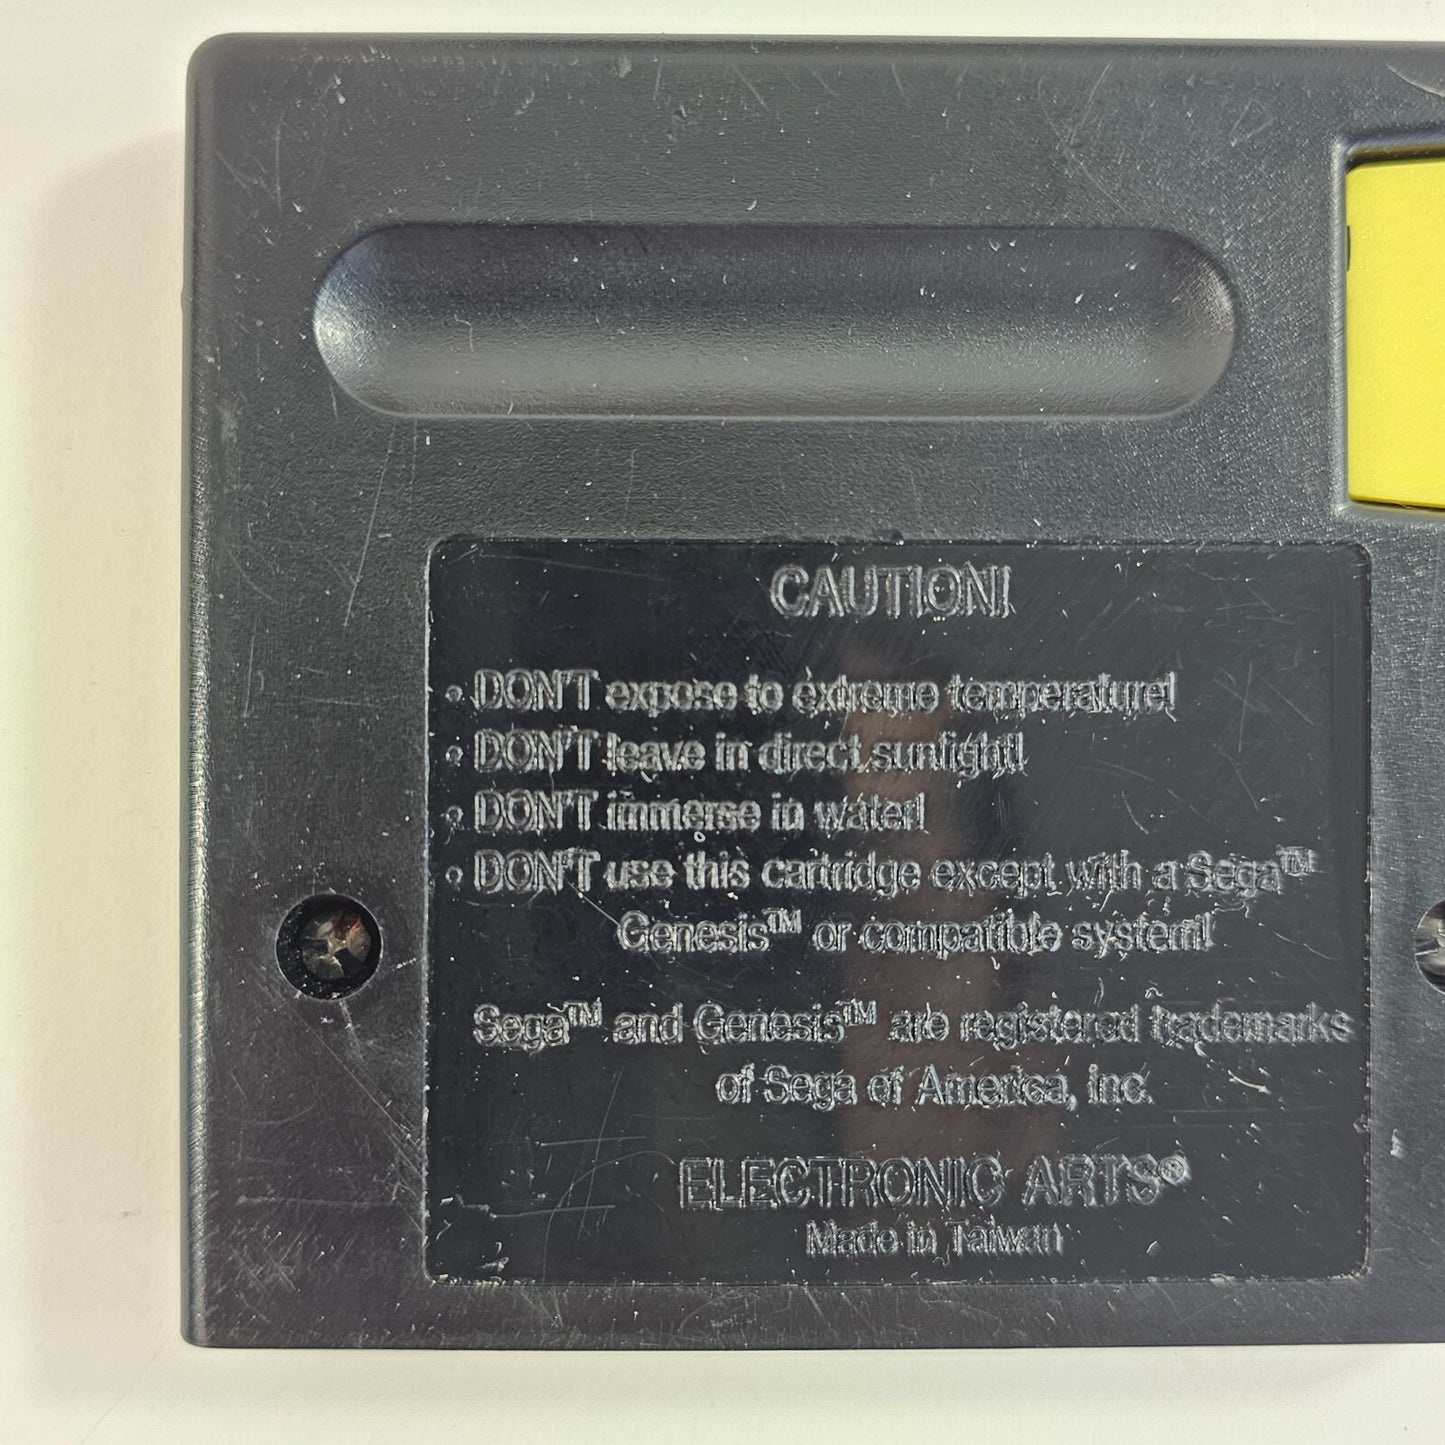 CAUTION!
• DON'T expose to extreme temperature!
• DON'T leave in direct sunlight!
• DON'T immerse in water!
• DON'T use this cartridge except with a Sega™
Genesis™ or compatible system!
Sega™ and Genesis™ are registered trademarks
of Sega of America, inc.
ELECTRONIC ARTS®
Made in Taiwan